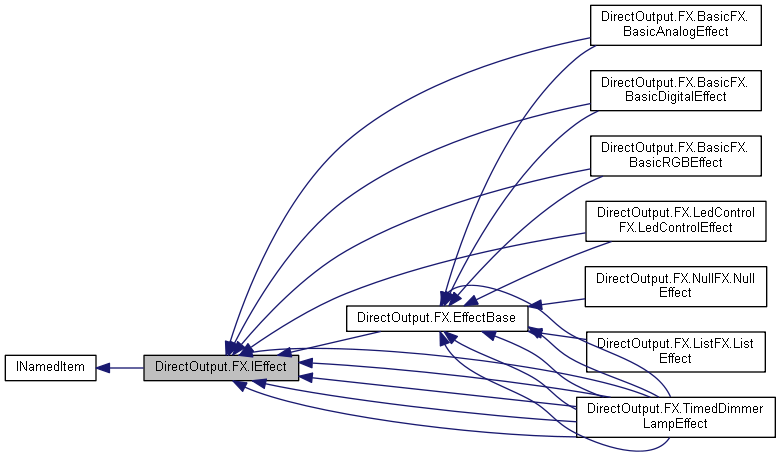 DirectOutput.FX.BasicFX.
BasicAnalogEffect
DirectOutput.FX.BasicFX.
BasicDigitalEffect
DirectOutput.FX.BasicFX.
BasicRGBEffect
DirectOutput.FX.LedControl
FX.LedControlEffect
DirectOutput.FX.NullFX.Null
Effect
DirectOutput.FX.EffectBase
DirectOutput.FX.ListFX.List
Effect
INamedItem
DirectOutput.FX.IEffect
DirectOutput.FX.TimedDimmer
LampEffect